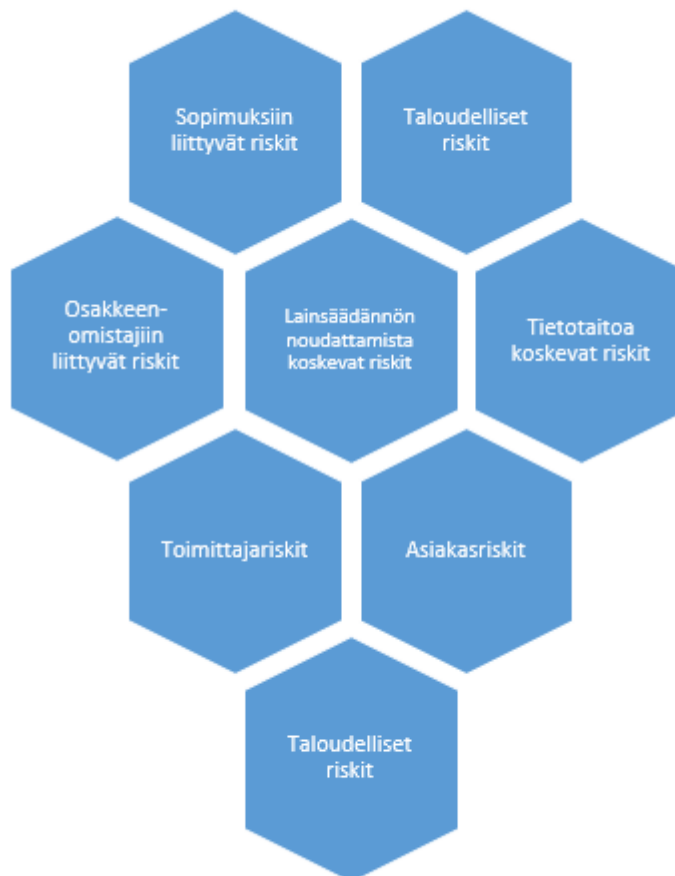 Sopimuksiin
liittyvät riskit
Taloudelliset
riskit
Osakkeen-
omistajiin
liittyvät riskit
Lainsäädännön
noudattamista
koskevat riskit
Tietotaitoa
koskevat riskit
Toimittajariskit
Asiakasriskit
Taloudelliset
riskit